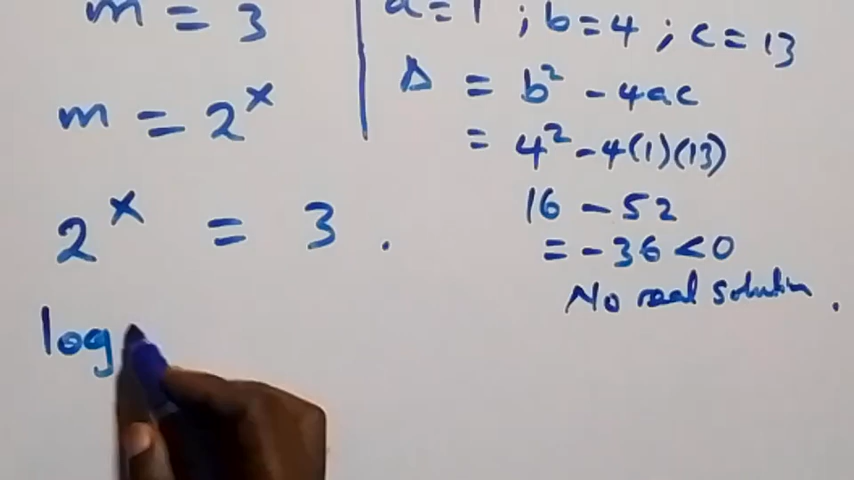 m = 3
m = 2^x
2^x = 3 .
log
a = 1 ; b = 4 ; c = 13
Δ = b² - 4ac
= 4² - 4(1)(13)
16 - 52
= - 36 < 0
No real solution .